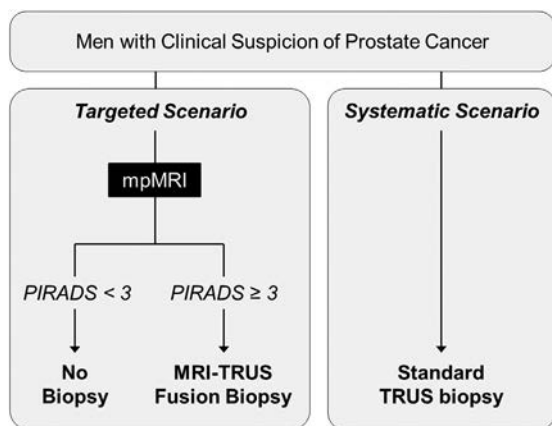 Men with Clinical Suspicion of Prostate Cancer
Targeted Scenario
mpMRI
PIRADS < 3
PIRADS ≥ 3
No
Biopsy
MRI-TRUS
Fusion Biopsy
Systematic Scenario
Standard
TRUS biopsy